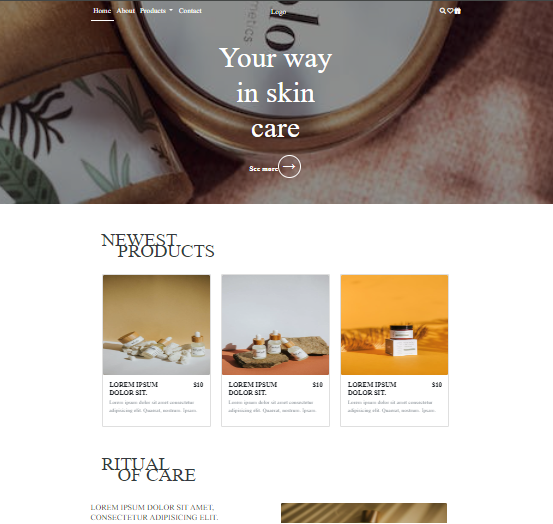 Home About Products Contact
Logo
Your way
in skin
care
See more
NEWEST
PRODUCTS
LOREM IPSUM $10
DOLOR SIT.
Lorem ipsum dolor sit amet consectetur
adipisicing elit. Quaerat, nostrum. Ipsum.
LOREM IPSUM $10
DOLOR SIT.
Lorem ipsum dolor sit amet consectetur
adipisicing elit. Quaerat, nostrum. Ipsum.
LOREM IPSUM $10
DOLOR SIT.
Lorem ipsum dolor sit amet consectetur
adipisicing elit. Quaerat, nostrum. Ipsum.
RITUAL
OF CARE
LOREM IPSUM DOLOR SIT AMET,
CONSECTETUR ADIPISICING ELIT.